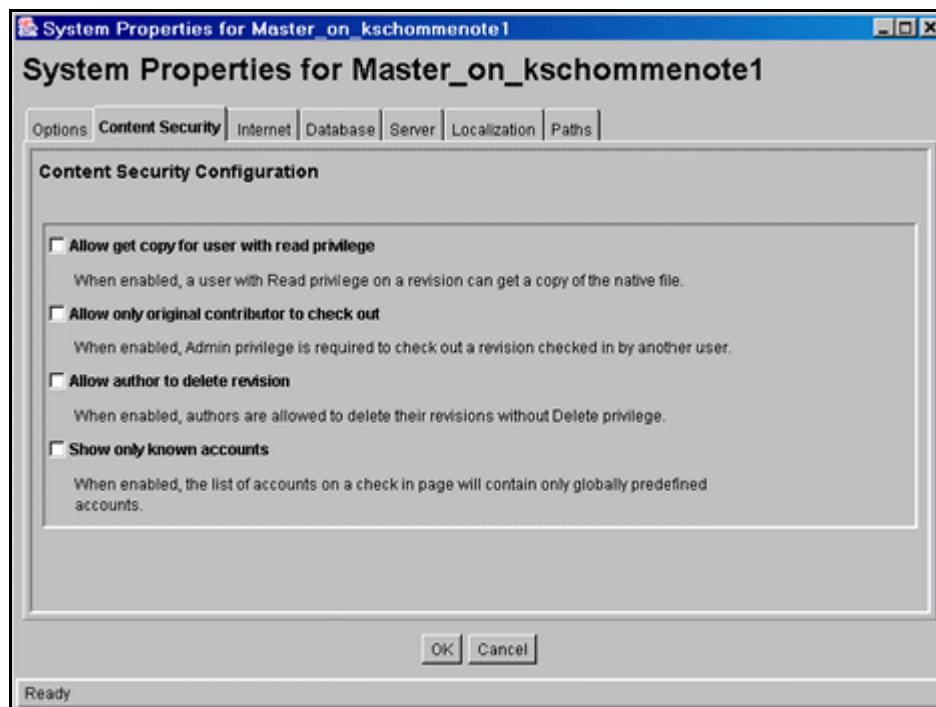 System Properties for Master_on_kschommenote1
System Properties for Master_on_kschommenote1
Options Content Security Internet Database Server Localization Paths
Content Security Configuration
Allow get copy for user with read privilege
When enabled, a user with Read privilege on a revision can get a copy of the native file.
Allow only original contributor to check out
When enabled, Admin privilege is required to check out a revision checked in by another user.
Allow author to delete revision
When enabled, authors are allowed to delete their revisions without Delete privilege.
Show only known accounts
When enabled, the list of accounts on a check in page will contain only globally predefined
accounts.
OK Cancel
Ready